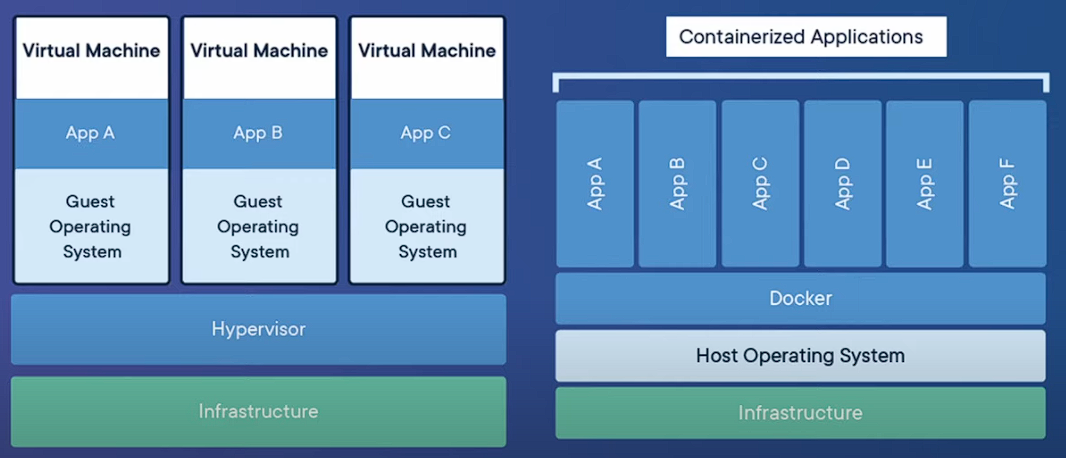 Virtual Machine
App A
Guest
Operating
System
Virtual Machine
App B
Guest
Operating
System
Virtual Machine
App C
Guest
Operating
System
Hypervisor
Infrastructure
Containerized Applications
App A
App B
App C
App D
App E
App F
Docker
Host Operating System
Infrastructure